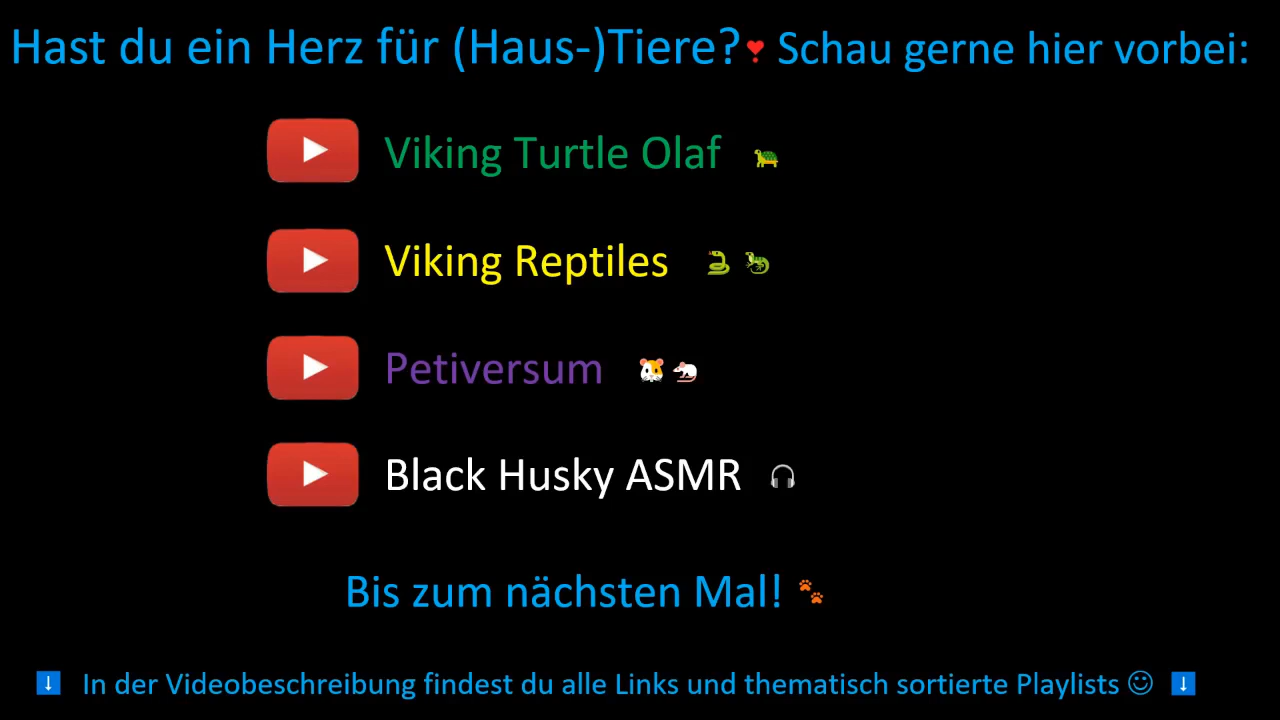 Hast du ein Herz für (Haus-)Tiere?❣ Schau gerne hier vorbei:
Viking Turtle Olaf 🐢
Viking Reptiles 🐍 🦎
Petiversum 🐹 🐁
Black Husky ASMR 🎧
Bis zum nächsten Mal! 🐾
⬇ In der Videobeschreibung findest du alle Links und thematisch sortierte Playlists ☺ ⬇